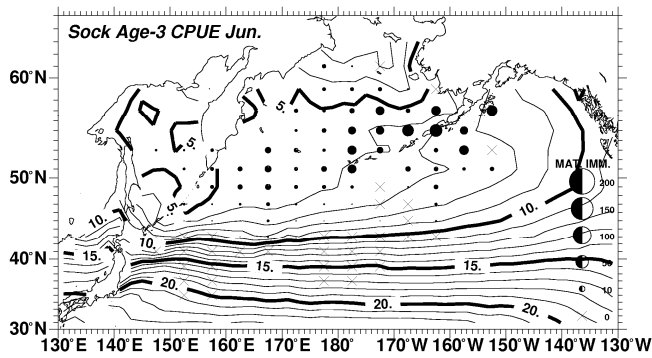 Sock Age-3 CPUE Jun.
60°N
5.
5.
MAT. IMM.
50°N
200
5.
10.
10.
150
10.
100
40°N
15.
15.
15.
50
20.
10
20.
20.
0
30°N
130°E 140°E 150°E 160°E 170°E 180° 170°W 160°W 150°W 140°W 130°W